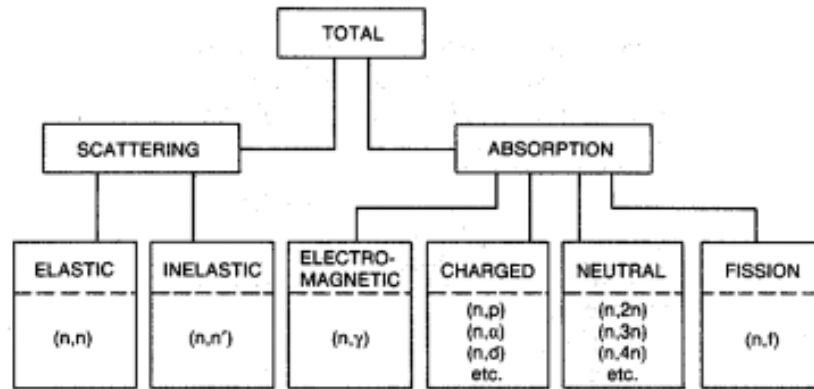 TOTAL
SCATTERING
ABSORPTION
ELASTIC
(n,n)
INELASTIC
(n,n′)
ELECTRO-
MAGNETIC
(n,γ)
CHARGED
(n,p)
(n,α)
(n,d)
etc.
NEUTRAL
(n,2n)
(n,3n)
(n,4n)
etc.
FISSION
(n,f)